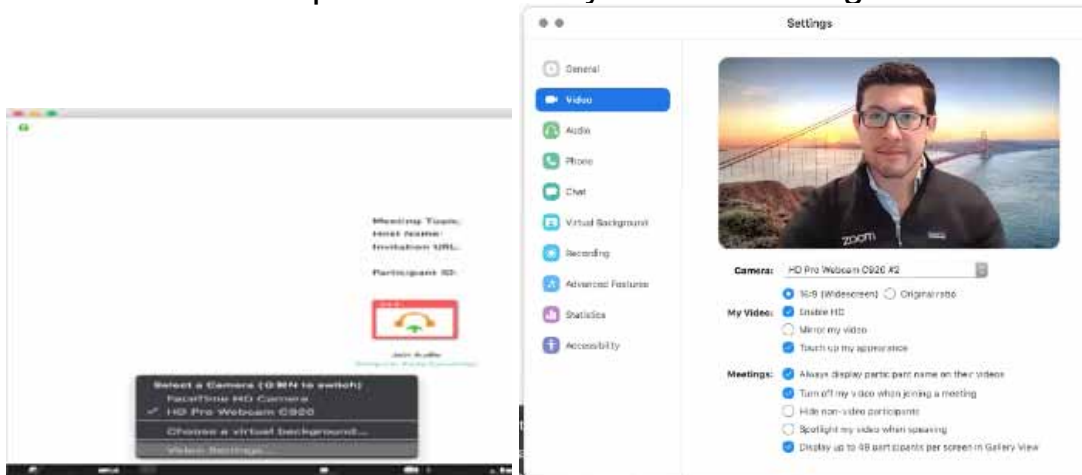 Meeting Topic:
Host Name:
Invitation URL:
Participant ID:
Join Audio
Select a Camera (⇧⌘N to switch)
FaceTime HD Camera
✓ HD Pro Webcam C920
Choose a virtual background...
Video Settings...
Settings
General
Video
Audio
Phone
Chat
Virtual Background
Recording
Advanced Features
Statistics
Accessibility
zoom
Camera: HD Pro Webcam C920 #2
16:9 (Widescreen) Original ratio
My Video: Enable HD
Mirror my video
Touch up my appearance
Meetings: Always display participant name on their videos
Turn off my video when joining a meeting
Hide non-video participants
Spotlight my video when speaking
Display up to 49 participants per screen in Gallery View